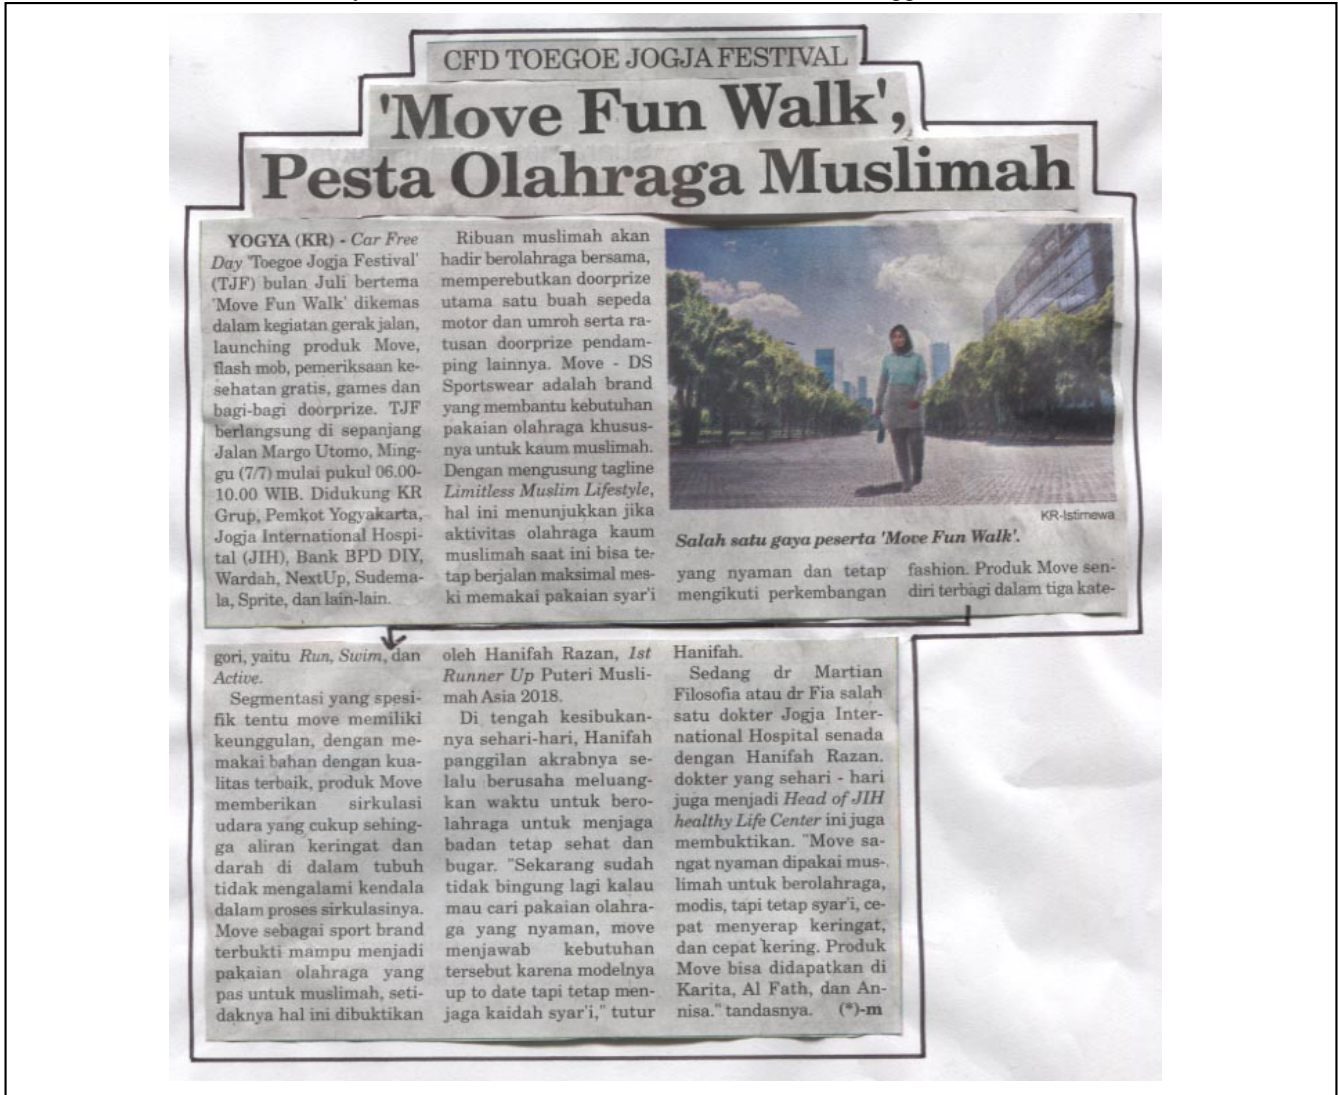 CFD TOEGOE JOGJA FESTIVAL
'Move Fun Walk',
Pesta Olahraga Muslimah
YOGYA (KR) - Car Free
Day 'Toegoe Jogja Festival'
(TJF) bulan Juli bertema
'Move Fun Walk' dikemas
dalam kegiatan gerak jalan,
launching produk Move,
flash mob, pemeriksaan ke-
sehatan gratis, games dan
bagi-bagi doorprize. TJF
berlangsung di sepanjang
Jalan Margo Utomo, Ming-
gu (7/7) mulai pukul 06.00-
10.00 WIB. Didukung KR
Grup, Pemkot Yogyakarta,
Jogja International Hospi-
tal (JIH), Bank BPD DIY,
Wardah, NextUp, Sudema-
la, Sprite, dan lain-lain.
Ribuan muslimah akan
hadir berolahraga bersama,
memperebutkan doorprize
utama satu buah sepeda
motor dan umroh serta ra-
tusan doorprize pendam-
ping lainnya. Move - DS
Sportswear adalah brand
yang membantu kebutuhan
pakaian olahraga khusus-
nya untuk kaum muslimah.
Dengan mengusung tagline
Limitless Muslim Lifestyle,
hal ini menunjukkan jika
aktivitas olahraga kaum
muslimah saat ini bisa te-
tap berjalan maksimal mes-
ki memakai pakaian syar'i
KR-Istimewa
Salah satu gaya peserta 'Move Fun Walk'.
yang nyaman dan tetap
mengikuti perkembangan
fashion. Produk Move sen-
diri terbagi dalam tiga kate-
gori, yaitu Run, Swim, dan
Active.
Segmentasi yang spesi-
fik tentu move memiliki
keunggulan, dengan me-
makai bahan dengan kua-
litas terbaik, produk Move
memberikan sirkulasi
udara yang cukup sehing-
ga aliran keringat dan
darah di dalam tubuh
tidak mengalami kendala
dalam proses sirkulasinya.
Move sebagai sport brand
terbukti mampu menjadi
pakaian olahraga yang
pas untuk muslimah, seti-
daknya hal ini dibuktikan
oleh Hanifah Razan, 1st
Runner Up Puteri Musli-
mah Asia 2018.
Di tengah kesibukan-
nya sehari-hari, Hanifah
panggilan akrabnya se-
lalu berusaha meluang-
kan waktu untuk bero-
lahraga untuk menjaga
badan tetap sehat dan
bugar. "Sekarang sudah
tidak bingung lagi kalau
mau cari pakaian olahra-
ga yang nyaman, move
menjawab kebutuhan
tersebut karena modelnya
up to date tapi tetap men-
jaga kaidah syar'i," tutur
Hanifah.
Sedang dr Martian
Filosofia atau dr Fia salah
satu dokter Jogja Inter-
national Hospital senada
dengan Hanifah Razan.
dokter yang sehari - hari
juga menjadi Head of JIH
healthy Life Center ini juga
membuktikan. "Move sa-
ngat nyaman dipakai mus-
limah untuk berolahraga,
modis, tapi tetap syar'i, ce-
pat menyerap keringat,
dan cepat kering. Produk
Move bisa didapatkan di
Karita, Al Fath, dan An-
nisa." tandasnya. (*)-m